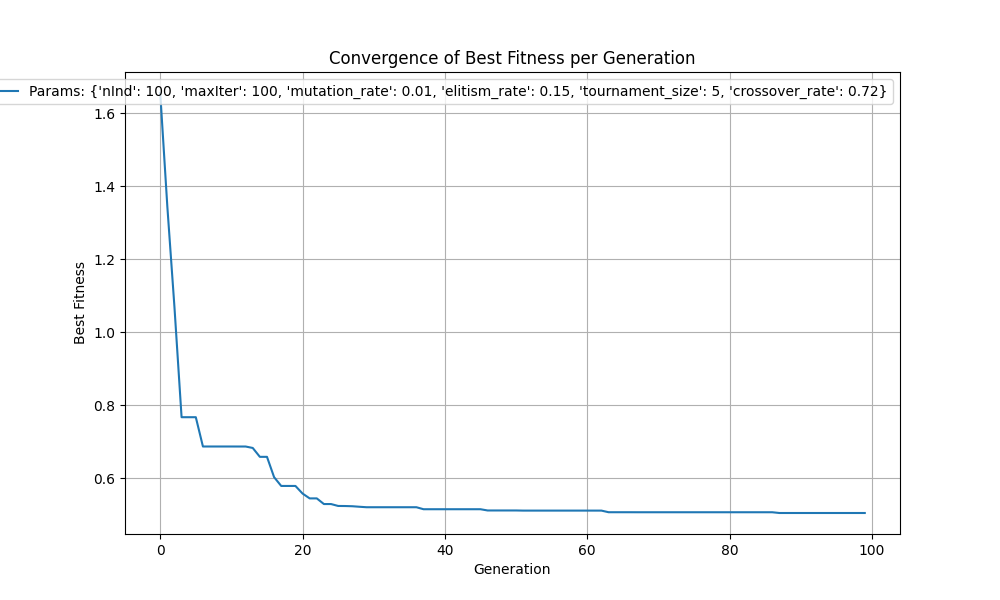 Convergence of Best Fitness per Generation
Params: {'nInd': 100, 'maxIter': 100, 'mutation_rate': 0.01, 'elitism_rate': 0.15, 'tournament_size': 5, 'crossover_rate': 0.72}
1.6
1.4
1.2
1.0
0.8
0.6
Best Fitness
0 20 40 60 80 100
Generation